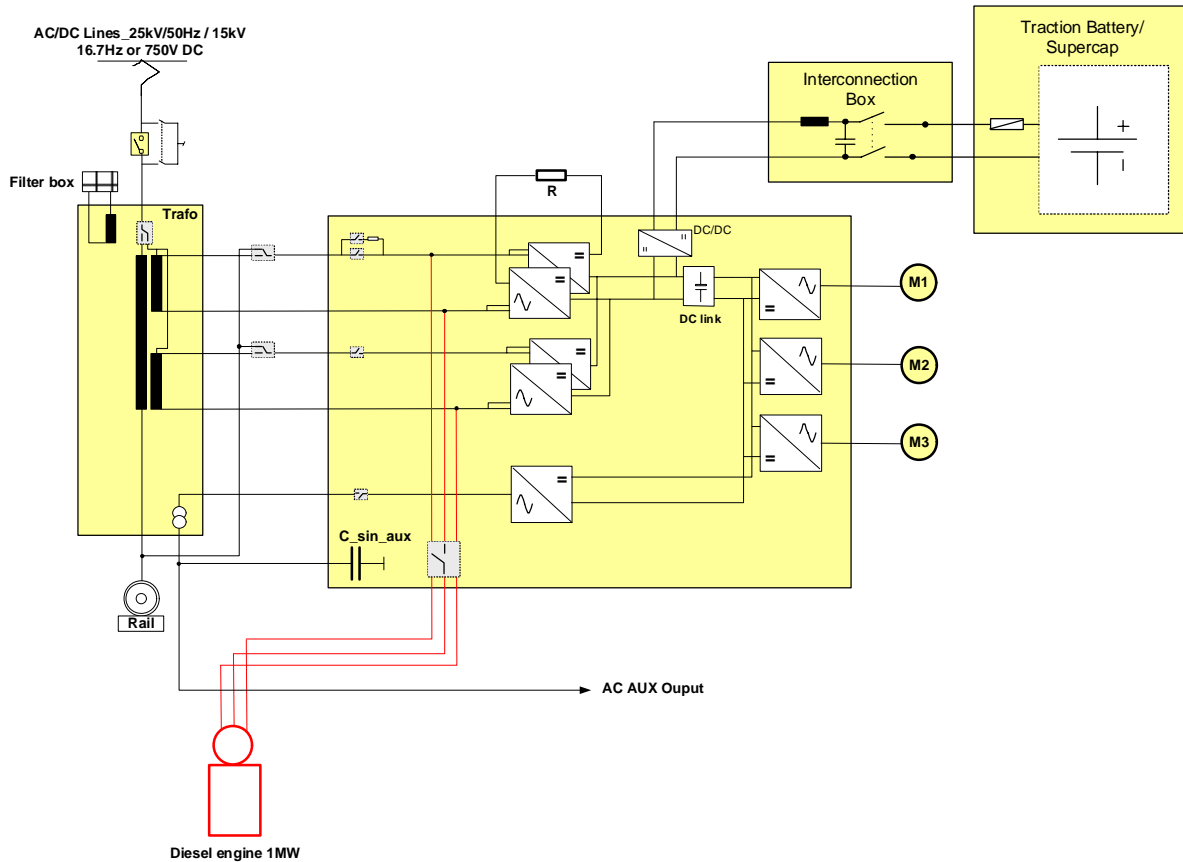 AC/DC Lines_25kV/50Hz / 15kV
16.7Hz or 750V DC
Traction Battery/
Supercap
Interconnection
Box
Filter box
Trafo
R
DC/DC
DC link
M1
M2
M3
C_sin_aux
Rail
AC AUX Ouput
Diesel engine 1MW